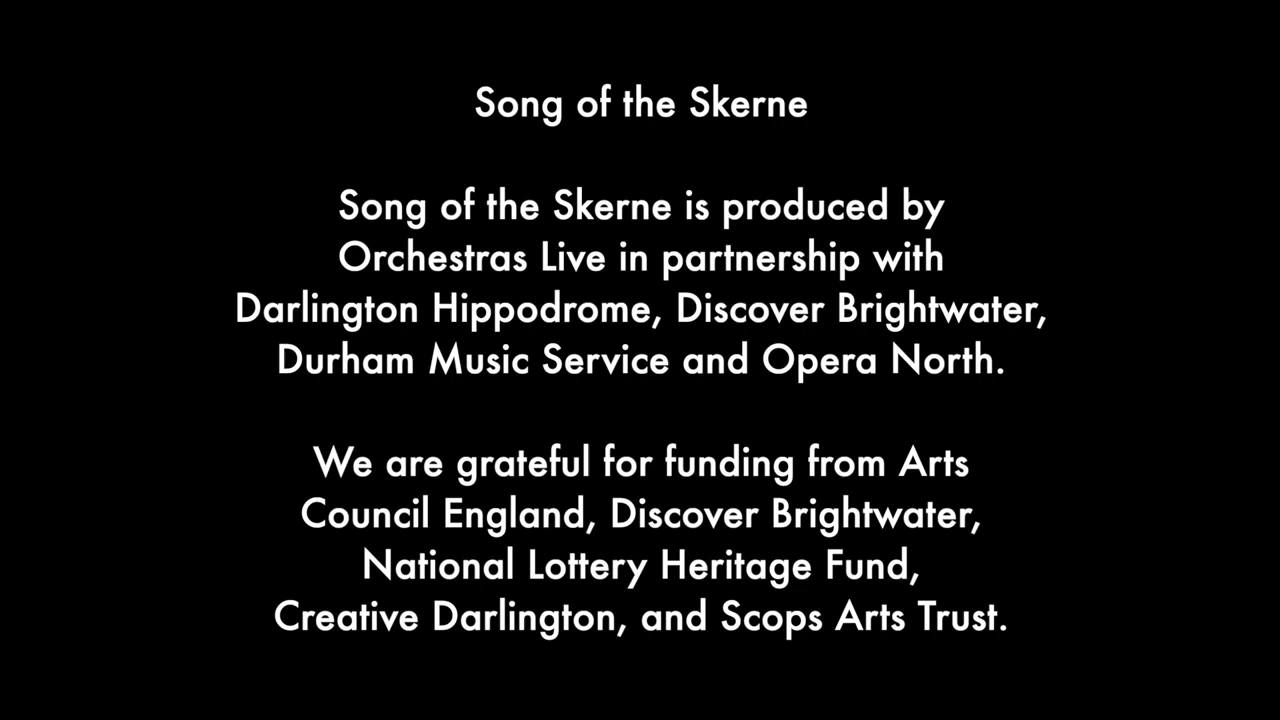 Song of the Skerne
Song of the Skerne is produced by
Orchestras Live in partnership with
Darlington Hippodrome, Discover Brightwater,
Durham Music Service and Opera North.
We are grateful for funding from Arts
Council England, Discover Brightwater,
National Lottery Heritage Fund,
Creative Darlington, and Scops Arts Trust.